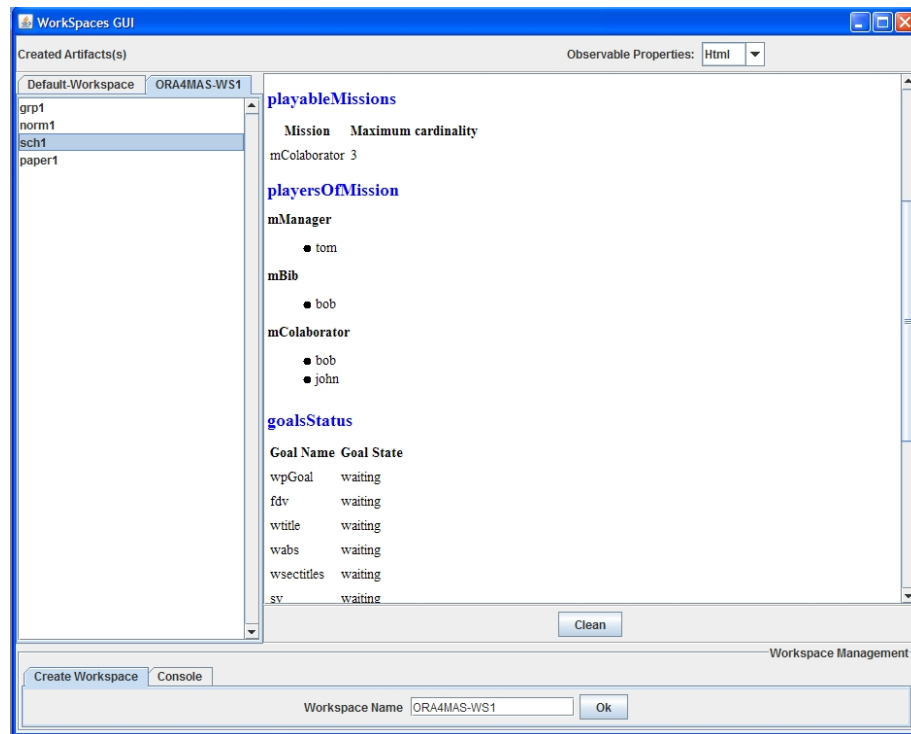 WorkSpaces GUI
Created Artifacts(s)
Observable Properties: Html
Default-Workspace ORA4MAS-WS1
grp1
norm1
sch1
paper1
playableMissions
Mission Maximum cardinality
mColaborator 3
playersOfMission
mManager
tom
mBib
bob
mColaborator
bob
john
goalsStatus
Goal Name Goal State
wpGoal waiting
fdv waiting
wtitle waiting
wabs waiting
wsectitles waiting
sv waiting
Clean
Workspace Management
Create Workspace Console
Workspace Name ORA4MAS-WS1 Ok